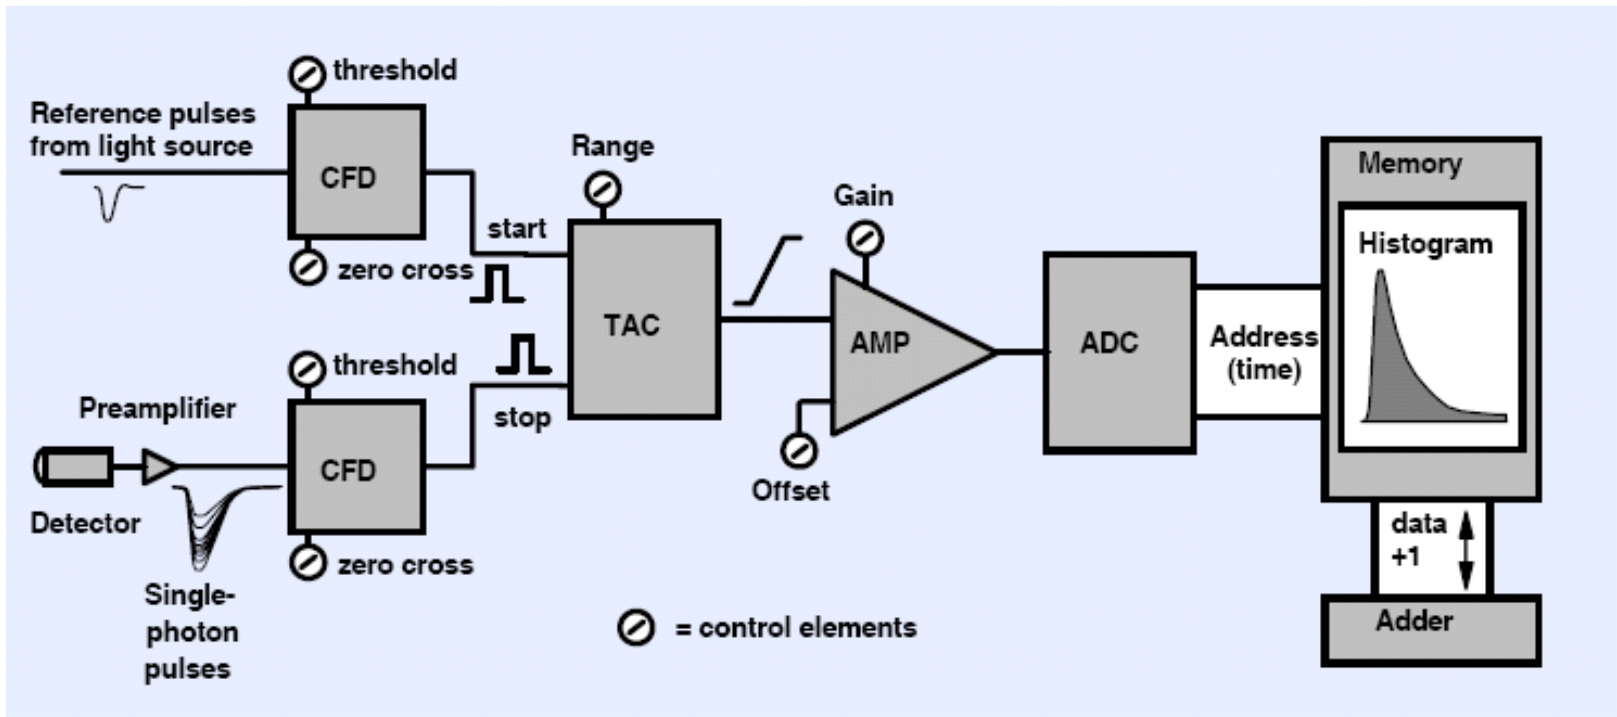 threshold
Reference pulses
from light source
CFD
zero cross
start
Range
TAC
Gain
AMP
Offset
ADC
Address
(time)
Memory
Histogram
data
+1
Adder
threshold
Preamplifier
CFD
stop
Detector
zero cross
Single-
photon
pulses
= control elements